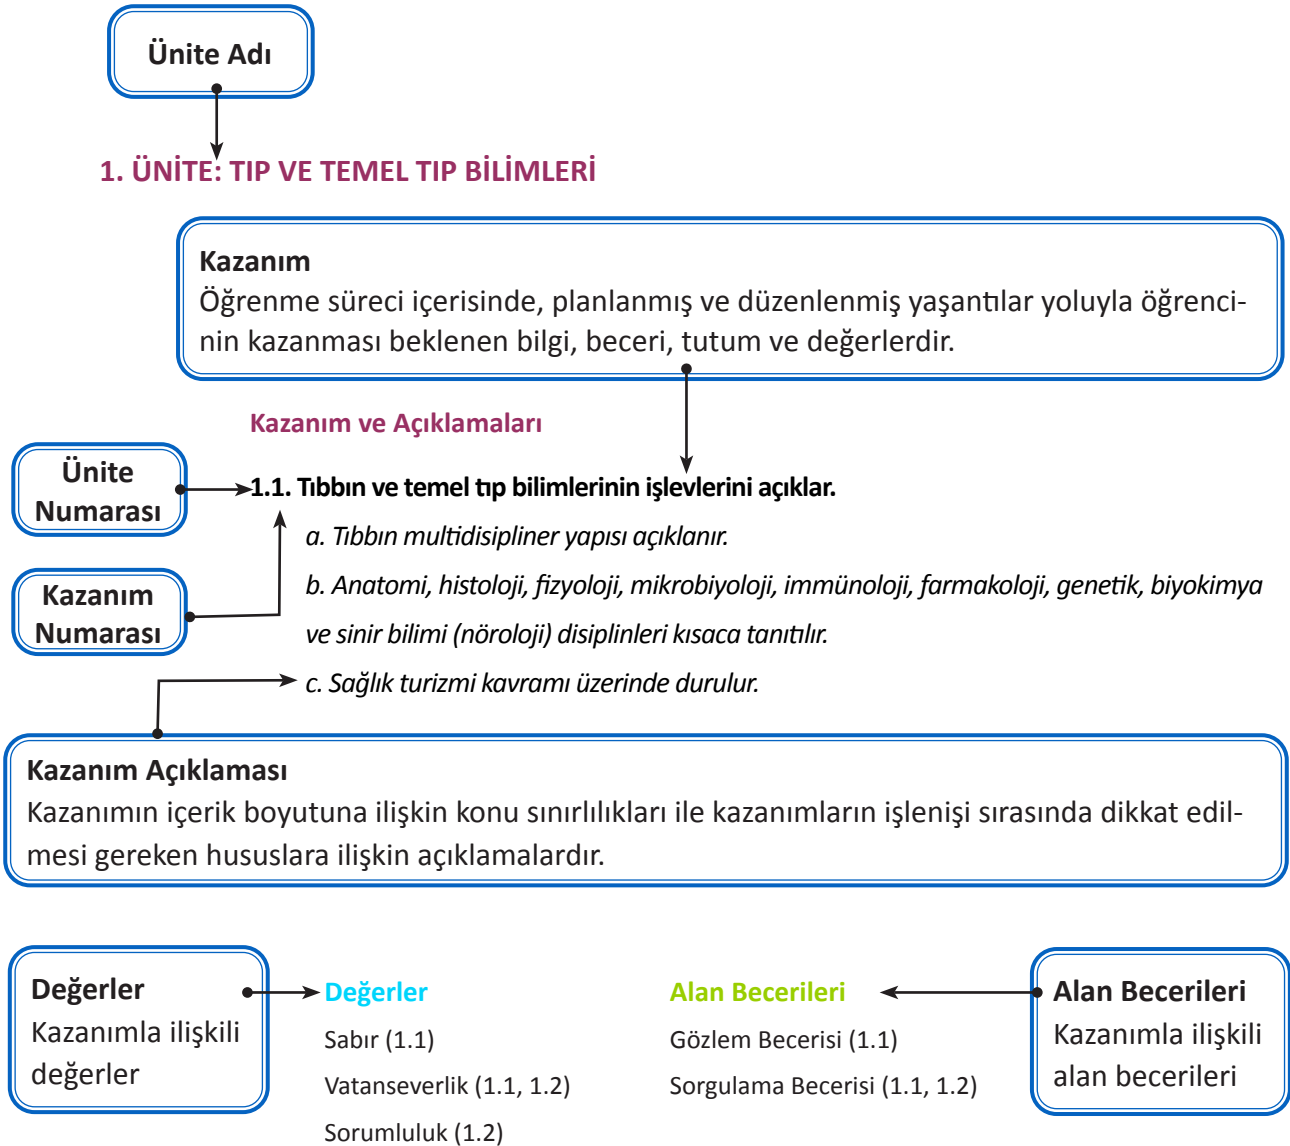 Ünite Adı
1. ÜNİTE: TIP VE TEMEL TIP BİLİMLERİ
Kazanım
Öğrenme süreci içerisinde, planlanmış ve düzenlenmiş yaşantılar yoluyla öğrenci-
nin kazanması beklenen bilgi, beceri, tutum ve değerlerdir.
Kazanım ve Açıklamaları
Ünite
Numarası
1.1. Tıbbın ve temel tıp bilimlerinin işlevlerini açıklar.
a. Tıbbın multidisipliner yapısı açıklanır.
Kazanım
Numarası
b. Anatomi, histoloji, fizyoloji, mikrobiyoloji, immünoloji, farmakoloji, genetik, biyokimya
ve sinir bilimi (nöroloji) disiplinleri kısaca tanıtılır.
c. Sağlık turizmi kavramı üzerinde durulur.
Kazanım Açıklaması
Kazanımın içerik boyutuna ilişkin konu sınırlılıkları ile kazanımların işlenişi sırasında dikkat edil-
mesi gereken hususlara ilişkin açıklamalardır.
Değerler
Kazanımla ilişkili
değerler
Değerler
Sabır (1.1)
Vatanseverlik (1.1, 1.2)
Sorumluluk (1.2)
Alan Becerileri
Gözlem Becerisi (1.1)
Sorgulama Becerisi (1.1, 1.2)
Alan Becerileri
Kazanımla ilişkili
alan becerileri